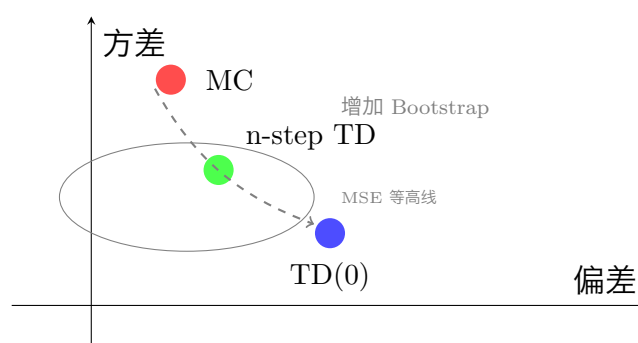 方差
MC
增加 Bootstrap
n-step TD
MSE 等高线
TD(0)
偏差